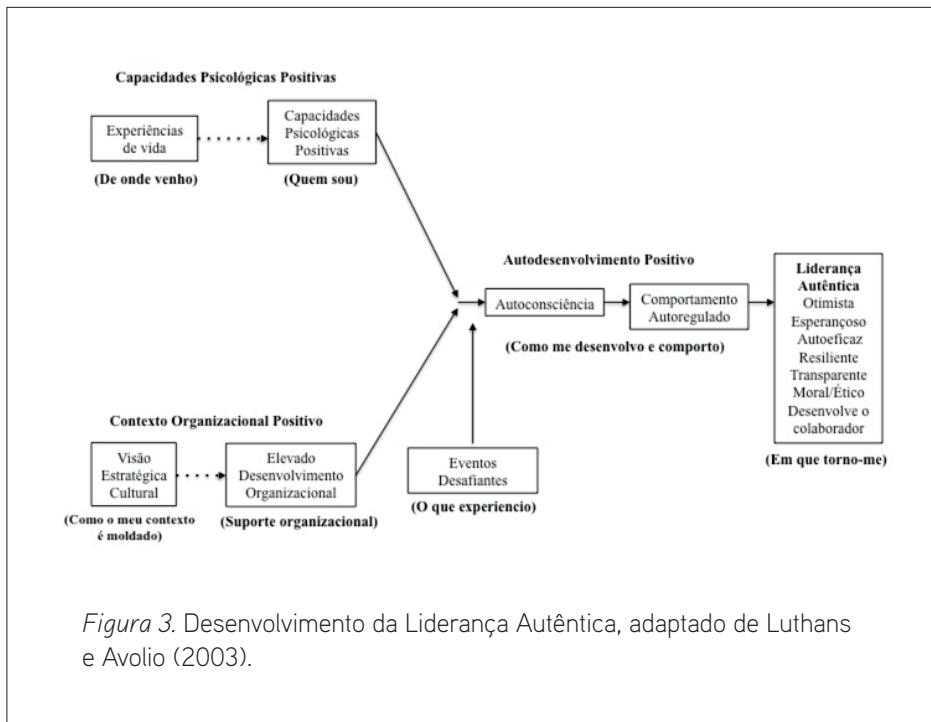 Capacidades Psicológicas Positivas
Experiências
de vida
(De onde venho)
Capacidades
Psicológicas
Positivas
(Quem sou)
Autodesenvolvimento Positivo
Autoconsciência
Comportamento
Autoregulado
(Como me desenvolvo e comporto)
Liderança
Autêntica
Otimista
Esperançoso
Autoeficaz
Resiliente
Transparente
Moral/Ético
Desenvolve o
colaborador
(Em que torno-me)
Contexto Organizacional Positivo
Visão
Estratégica
Cultural
(Como o meu contexto
é moldado)
Elevado
Desenvolvimento
Organizacional
(Suporte organizacional)
Eventos
Desafiantes
(O que experiencio)
Figura 3. Desenvolvimento da Liderança Autêntica, adaptado de Luthans
e Avolio (2003).